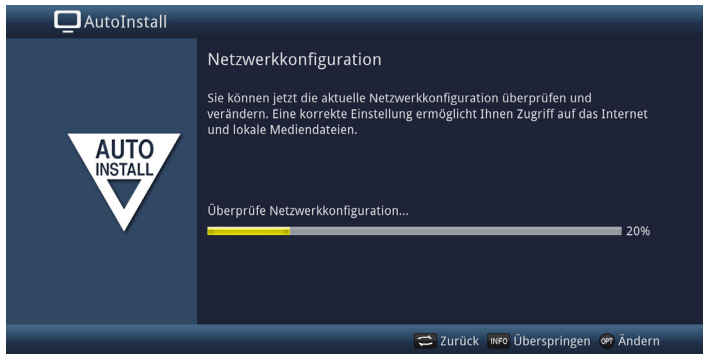 AutoInstall
Netzwerkkonfiguration
Sie können jetzt die aktuelle Netzwerkkonfiguration überprüfen und
verändern. Eine korrekte Einstellung ermöglicht Ihnen Zugriff auf das Internet
und lokale Mediendateien.
AUTO
INSTALL
Überprüfe Netzwerkkonfiguration...
20%
Zurück INFO Überspringen OPT Ändern